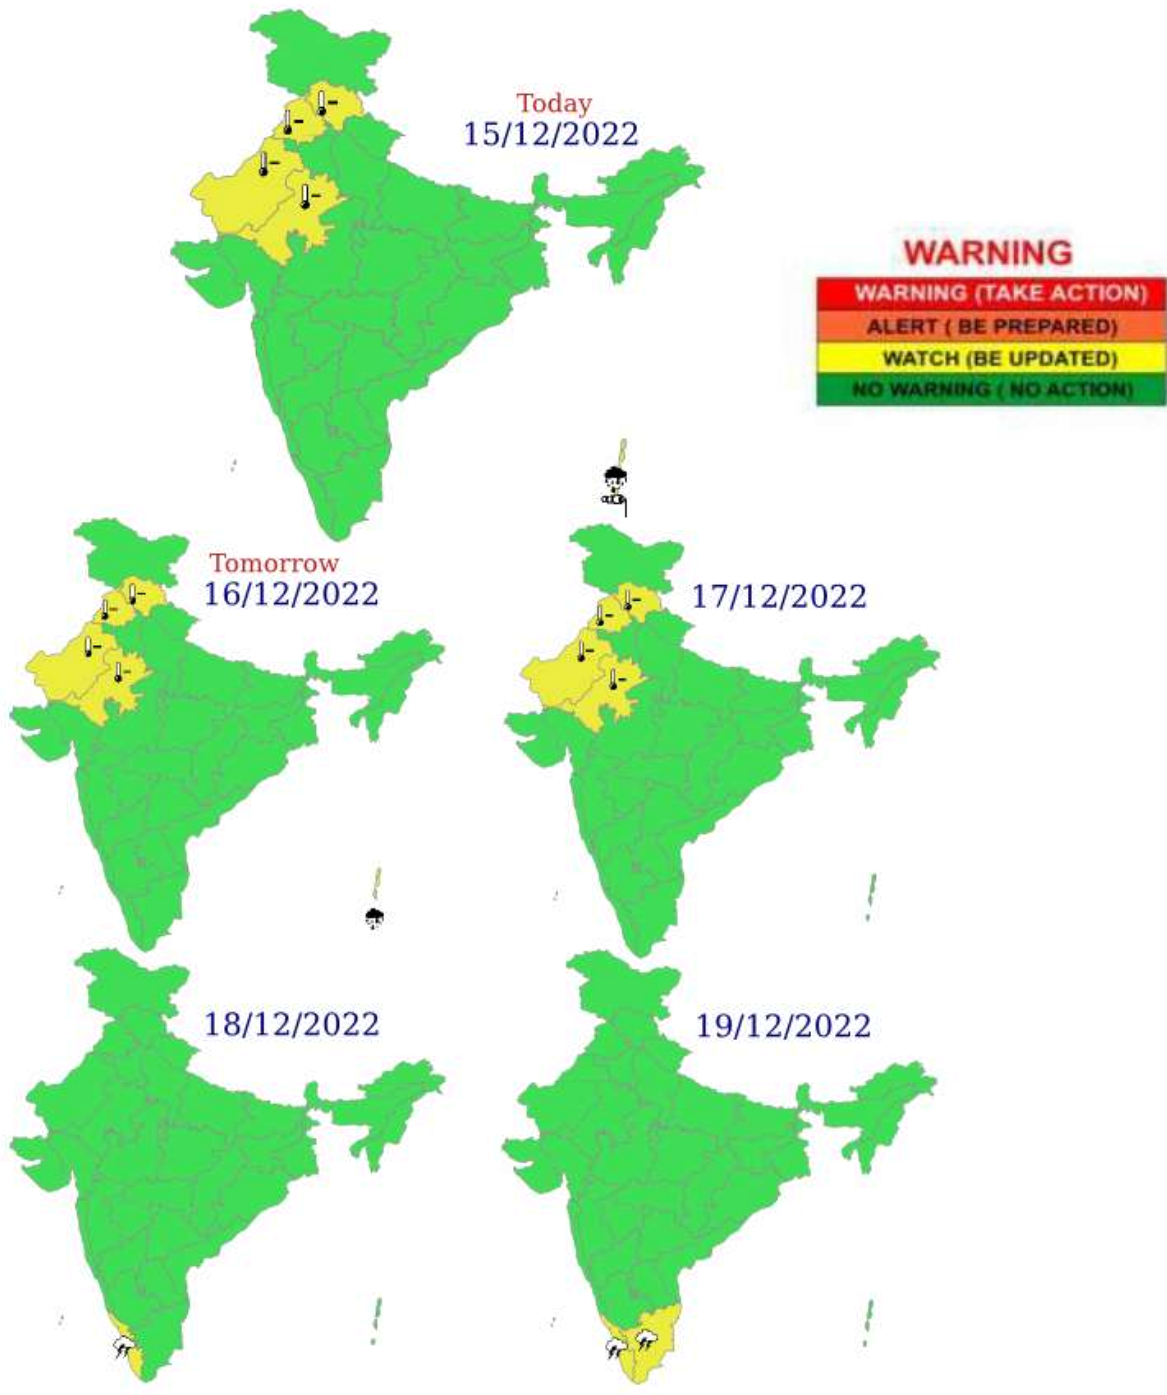 Today
15/12/2022
WARNING
WARNING (TAKE ACTION)
ALERT ( BE PREPARED)
WATCH (BE UPDATED)
NO WARNING ( NO ACTION)
Tomorrow
16/12/2022
17/12/2022
18/12/2022
19/12/2022